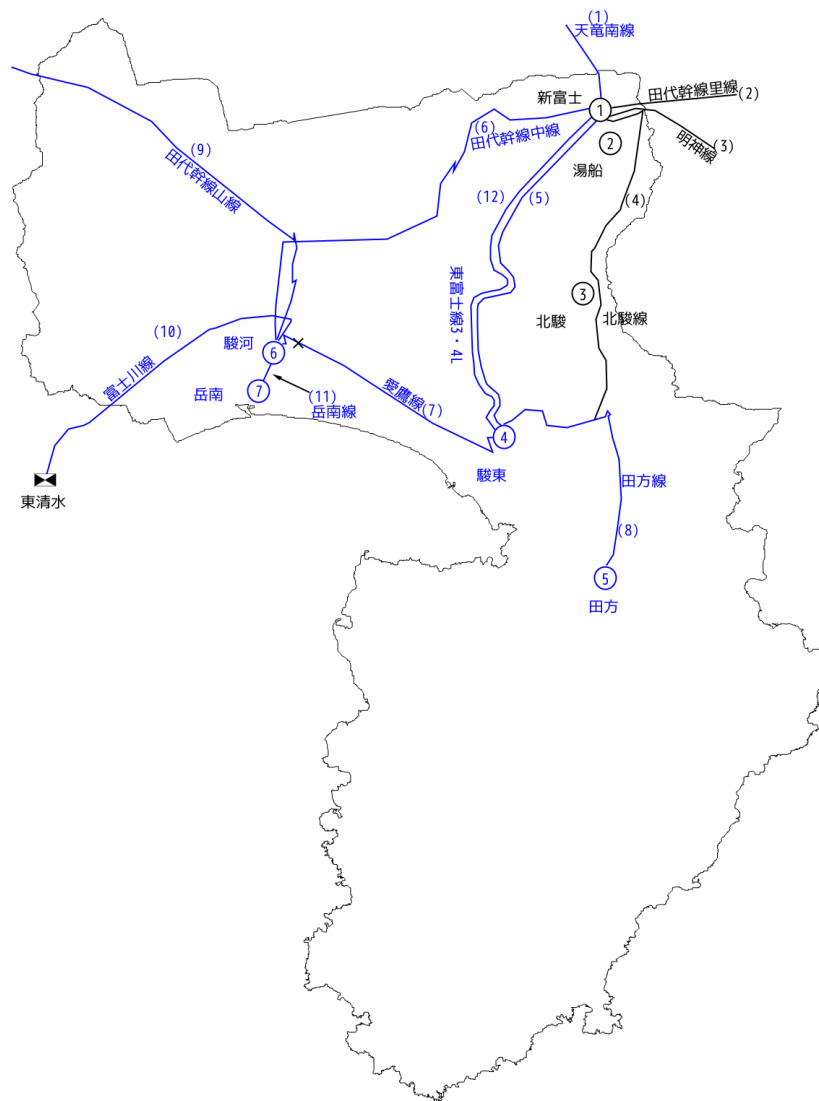 (1)
天竜南線
新富士
①
田代幹線里線
(2)
(6)
田代幹線中線
②
明神線
(3)
湯船
(9)
田代幹線山線
(12)
(5)
(4)
東富士線3・4L
③
北駿
北駿線
(10)
富士川線
駿河
⑥
岳南
⑦
(11)
岳南線
愛鷹線(7)
④
駿東
田方線
東清水
(8)
⑤
田方